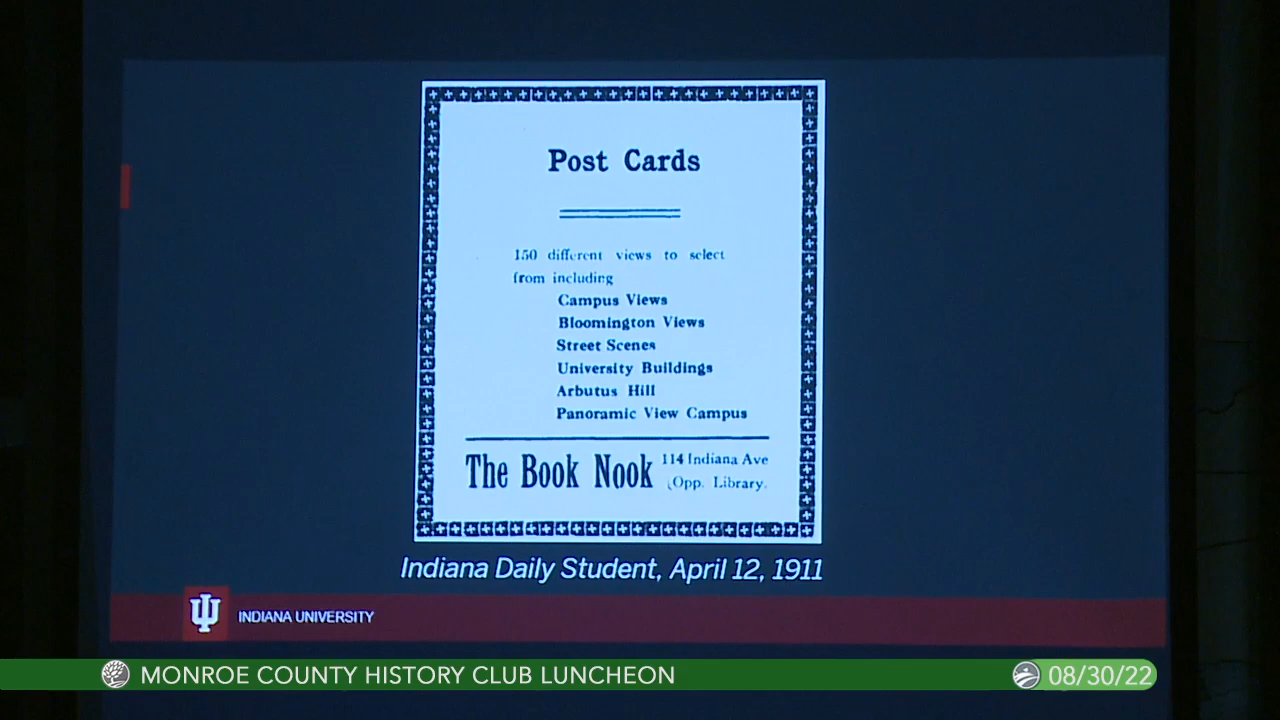 Post Cards
150 different views to select
from including
Campus Views
Bloomington Views
Street Scenes
University Buildings
Arbutus Hill
Panoramic View Campus
The Book Nook
114 Indiana Ave
(Opp. Library.
Indiana Daily Student, April 12, 1911
INDIANA UNIVERSITY
MONROE COUNTY HISTORY CLUB LUNCHEON
08/30/22